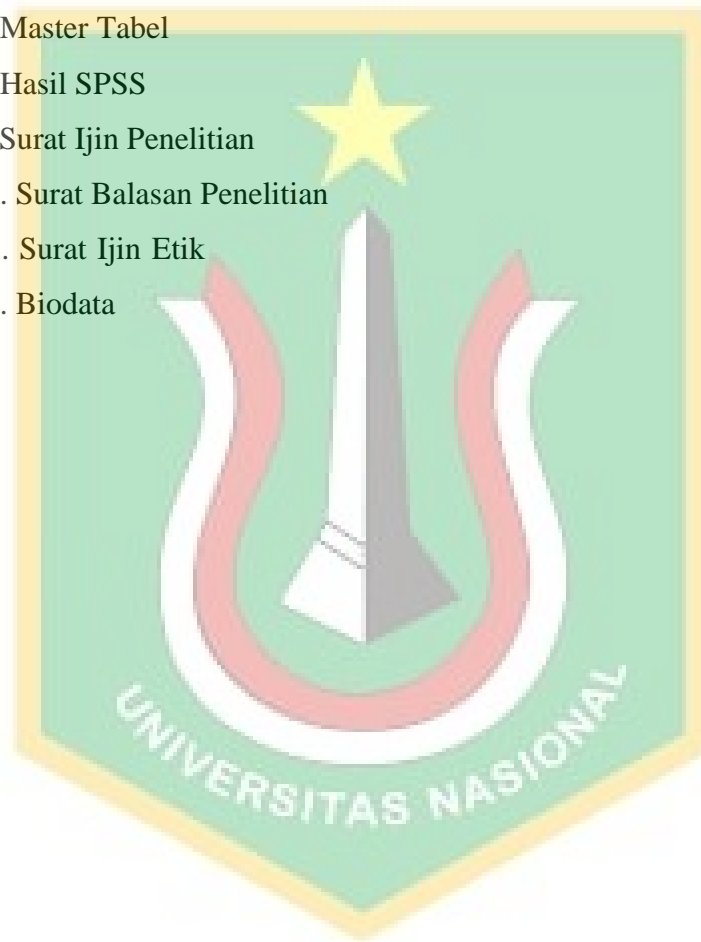 Master Tabel
Hasil SPSS
Surat Ijin Penelitian
. Surat Balasan Penelitian
. Surat Ijin Etik
. Biodata
UNIVERSITAS NASIONAL